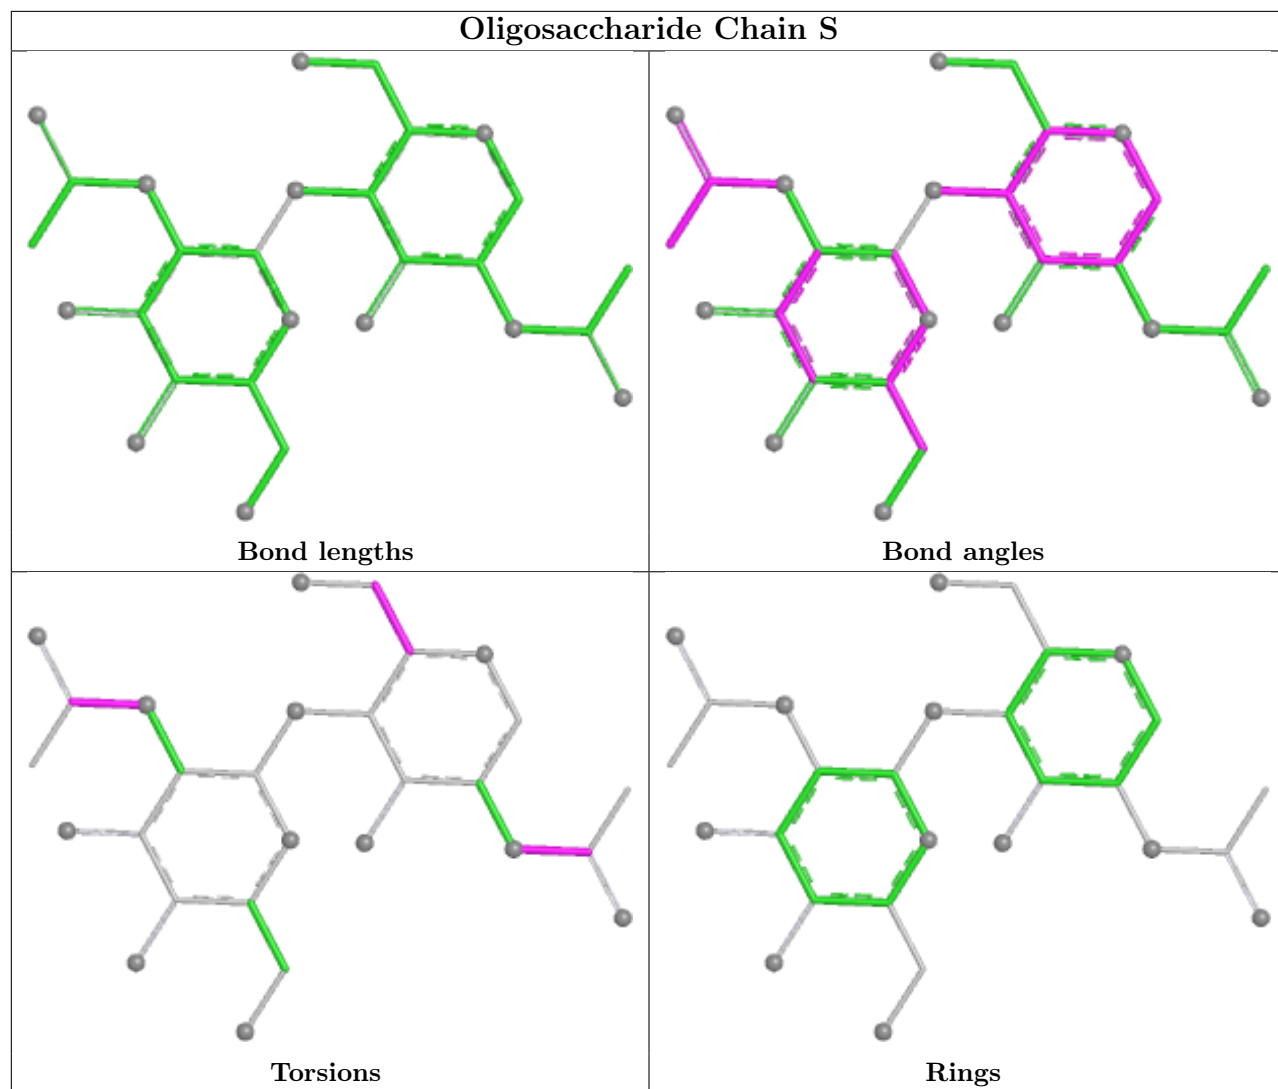 Oligosaccharide Chain S
Bond lengths
Bond angles
Torsions
Rings